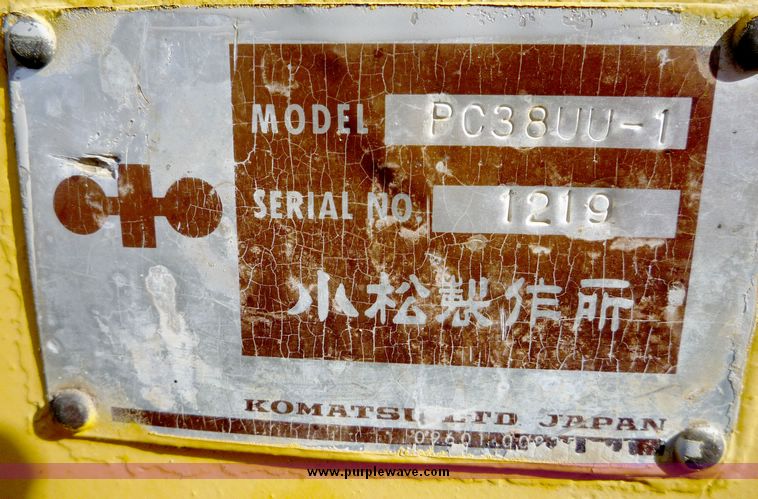 MODEL PC38UU-1
SERIAL NO. 1219
小松製作所
KOMATSU LTD JAPAN
www.purplewave.com